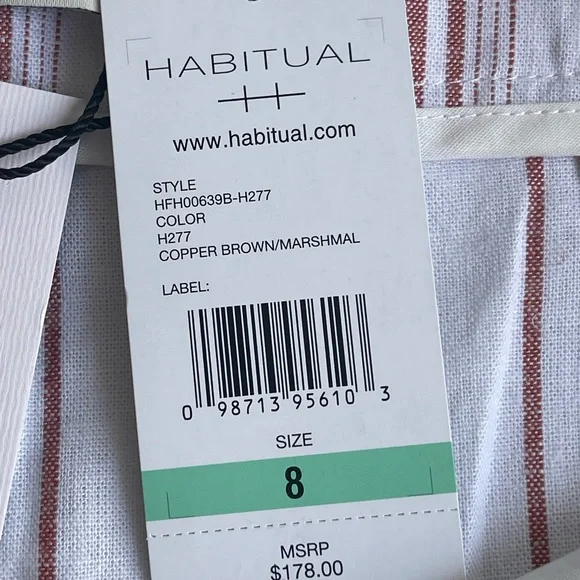 HABITUAL
www.habitual.com
STYLE
HFH00639B-H277
COLOR
H277
COPPER BROWN/MARSHMAL
LABEL:
0 98713 95610 3
SIZE
8
MSRP
$178.00